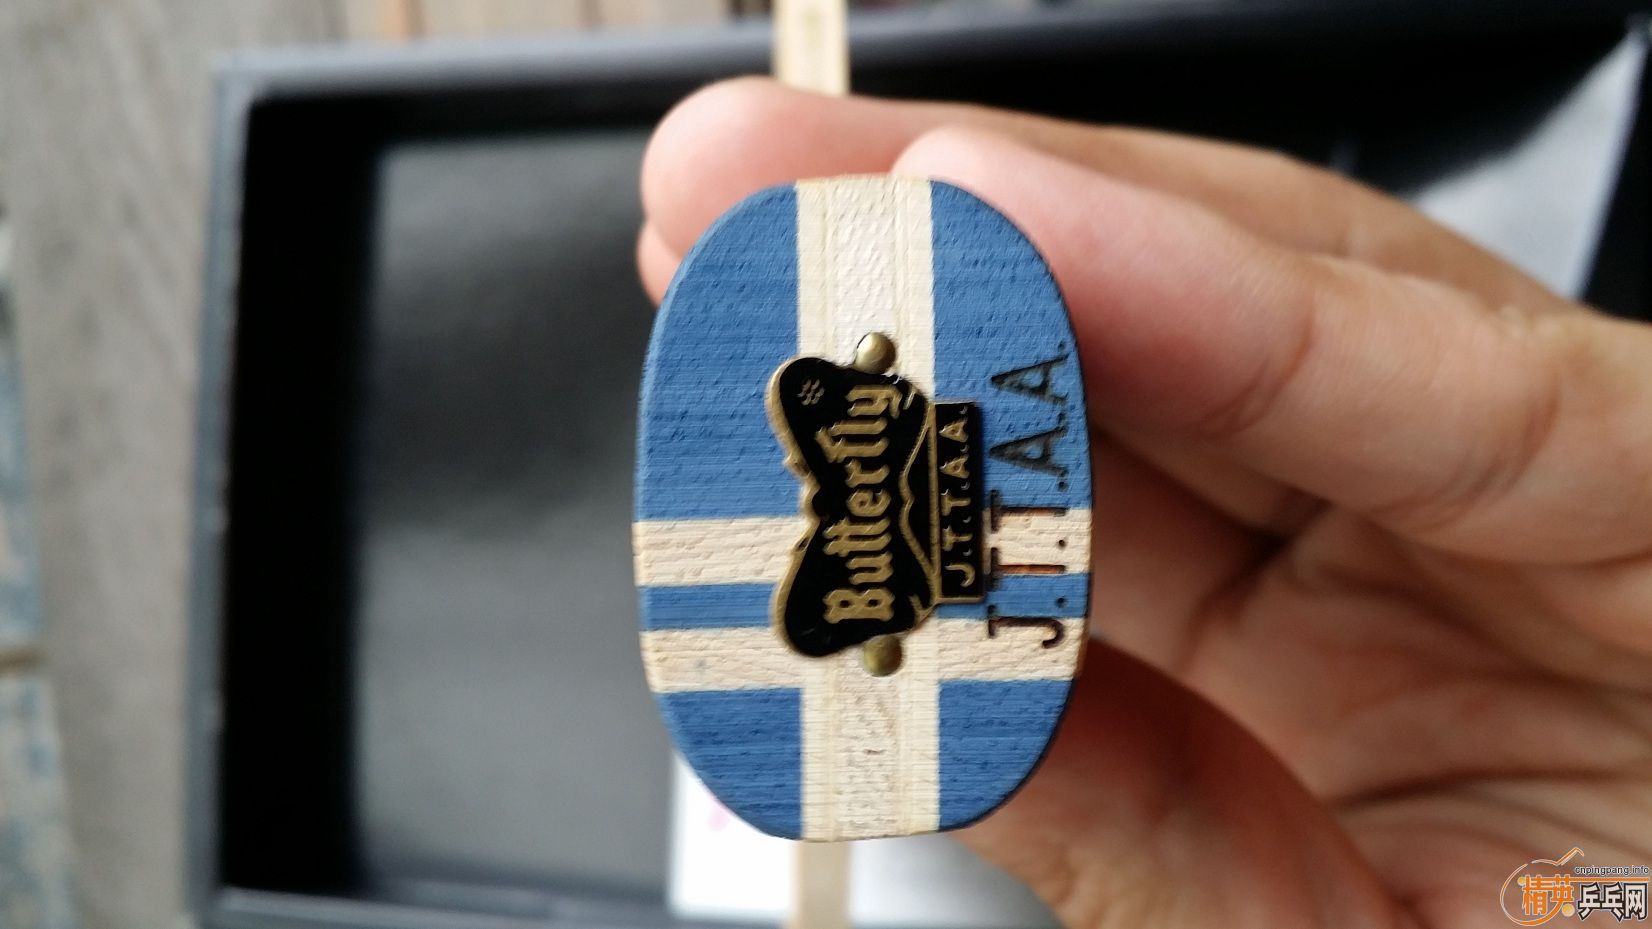 Butterfly
J.T.T.A.A.
J.T.T.A.A.
cnpingpang.info
精英乒乓网